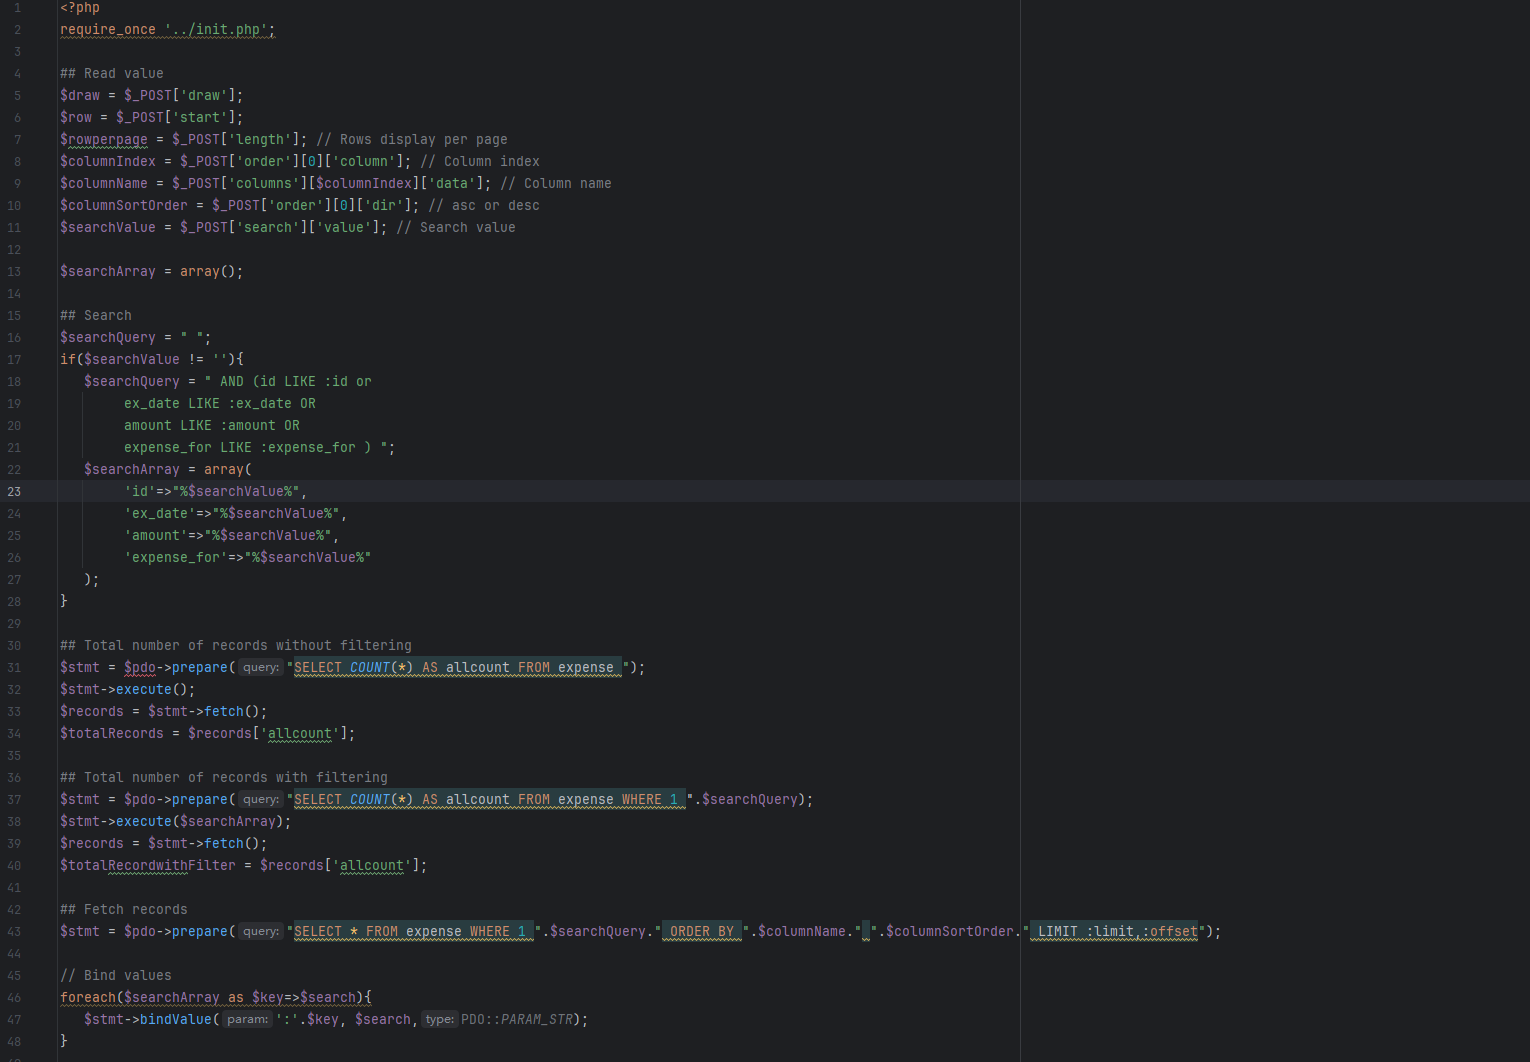 1 <?php
2 require_once '../init.php';
3
4 ## Read value
5 $draw = $_POST['draw'];
6 $row = $_POST['start'];
7 $rowperpage = $_POST['length']; // Rows display per page
8 $columnIndex = $_POST['order'][0]['column']; // Column index
9 $columnName = $_POST['columns'][$columnIndex]['data']; // Column name
10 $columnSortOrder = $_POST['order'][0]['dir']; // asc or desc
11 $searchValue = $_POST['search']['value']; // Search value
12
13 $searchArray = array();
14
15 ## Search
16 $searchQuery = " ";
17 if($searchValue != ''){
18 $searchQuery = " AND (id LIKE :id or
19 ex_date LIKE :ex_date OR
20 amount LIKE :amount OR
21 expense_for LIKE :expense_for ) ";
22 $searchArray = array(
23 'id'=>"%$searchValue%",
24 'ex_date'=>"%$searchValue%",
25 'amount'=>"%$searchValue%",
26 'expense_for'=>"%$searchValue%"
27 );
28 }
29
30 ## Total number of records without filtering
31 $stmt = $pdo->prepare( query: "SELECT COUNT(*) AS allcount FROM expense ");
32 $stmt->execute();
33 $records = $stmt->fetch();
34 $totalRecords = $records['allcount'];
35
36 ## Total number of records with filtering
37 $stmt = $pdo->prepare( query: "SELECT COUNT(*) AS allcount FROM expense WHERE 1 ".$searchQuery);
38 $stmt->execute($searchArray);
39 $records = $stmt->fetch();
40 $totalRecordwithFilter = $records['allcount'];
41
42 ## Fetch records
43 $stmt = $pdo->prepare( query: "SELECT * FROM expense WHERE 1 ".$searchQuery." ORDER BY ".$columnName." ".$columnSortOrder." LIMIT :limit,:offset");
44
45 // Bind values
46 foreach($searchArray as $key=>$search){
47 $stmt->bindValue( param: ':'.$key, $search, type: PDO::PARAM_STR);
48 }